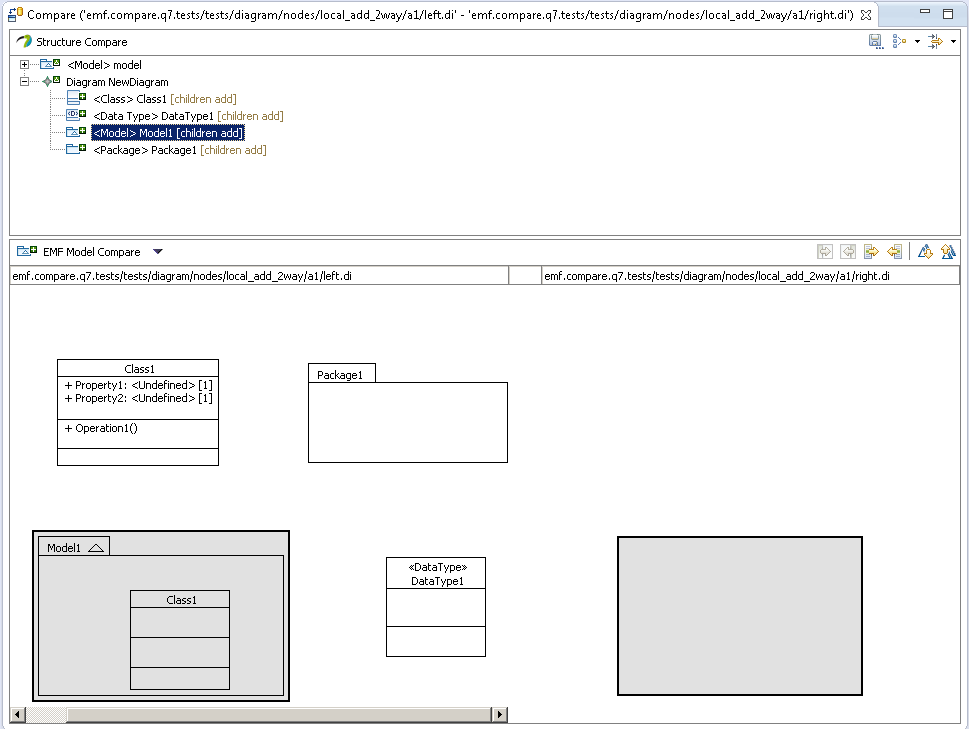 Compare ('emf.compare.q7.tests/tests/diagram/nodes/local_add_2way/a1/left.di' - 'emf.compare.q7.tests/tests/diagram/nodes/local_add_2way/a1/right.di')
Structure Compare
<Model> model
Diagram NewDiagram
<Class> Class1 [children add]
<Data Type> DataType1 [children add]
<Model> Model1 [children add]
<Package> Package1 [children add]
EMF Model Compare
emf.compare.q7.tests/tests/diagram/nodes/local_add_2way/a1/left.di
emf.compare.q7.tests/tests/diagram/nodes/local_add_2way/a1/right.di
Class1
+ Property1: <Undefined> [1]
+ Property2: <Undefined> [1]
+ Operation1()
Package1
Model1
Class1
«DataType»
DataType1